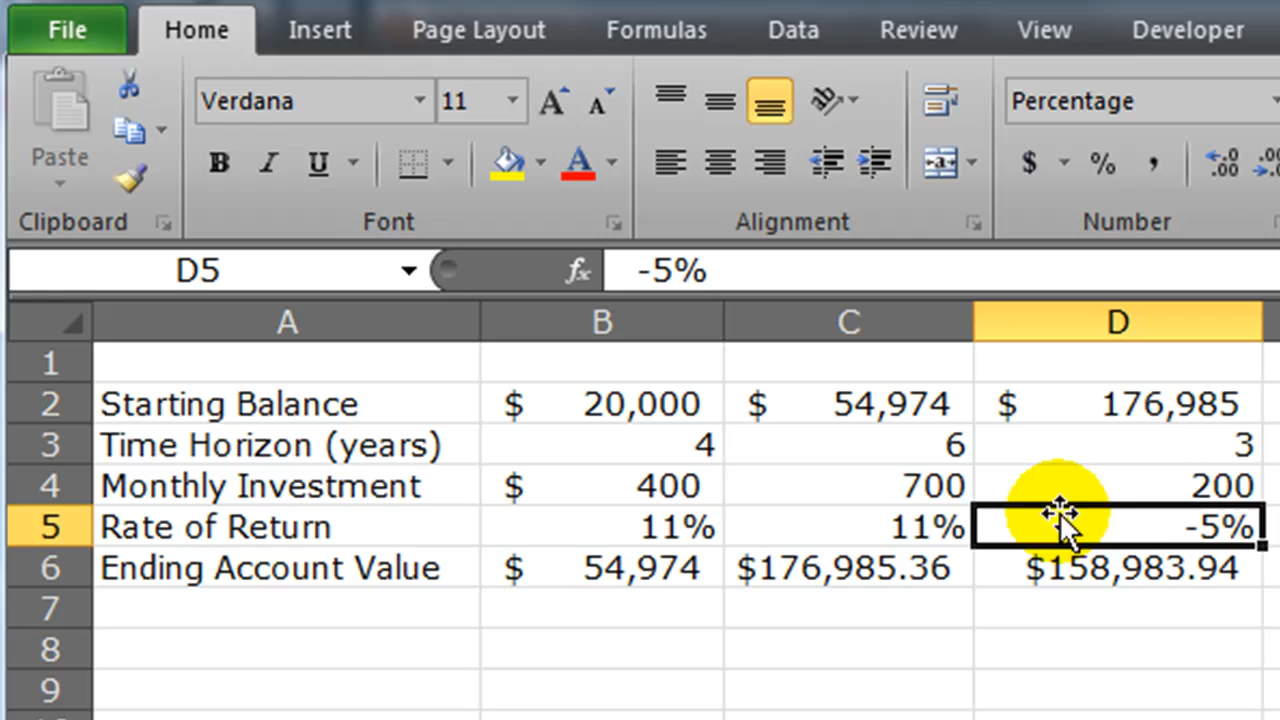 File Home Insert Page Layout Formulas Data Review View Developer
Verdana 11 A A Percentage
Paste B I U A $ % ,
Clipboard Font Alignment Number
D5 fx -5%
A B C D
1
2 Starting Balance $ 20,000 $ 54,974 $ 176,985
3 Time Horizon (years) 4 6 3
4 Monthly Investment $ 400 700 200
5 Rate of Return 11% 11% -5%
6 Ending Account Value $ 54,974 $176,985.36 $158,983.94
7
8
9